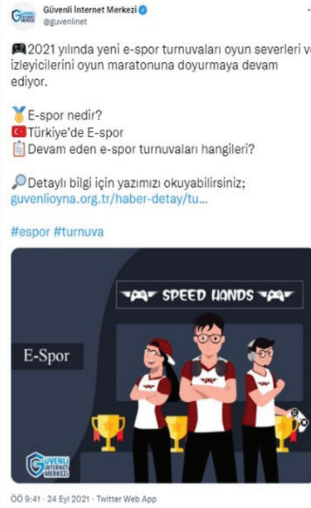 Güvenli İnternet Merkezi
@guvenlinet
2021 yılında yeni e-spor turnuvaları oyun severleri ve
izleyicilerini oyun maratonuna doyurmaya devam
ediyor.
E-spor nedir?
Türkiye'de E-spor
Devam eden e-spor turnuvaları hangileri?
Detaylı bilgi için yazımızı okuyabilirsiniz;
guvenlioyna.org.tr/haber-detay/tu...
#espor #turnuva
SPEED HANDS
E-Spor
GÜVENLİ
İNTERNET
MERKEZİ
ÖÖ 9:41 · 24 Eyl 2021 · Twitter Web App